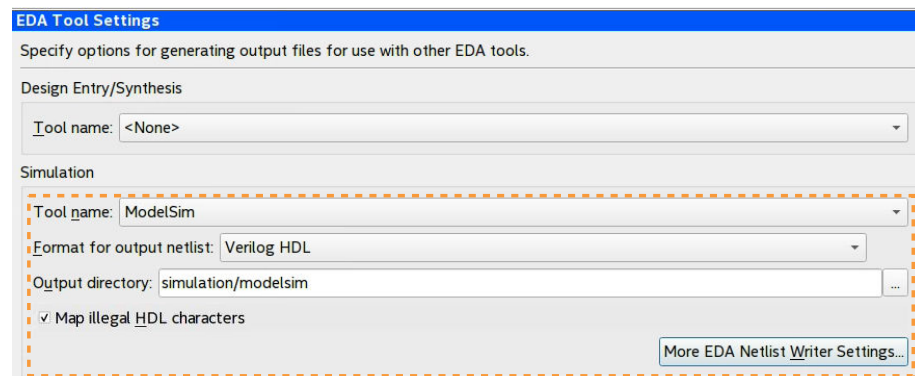 EDA Tool Settings
Specify options for generating output files for use with other EDA tools.
Design Entry/Synthesis
Tool name: <None>
Simulation
Tool name: ModelSim
Format for output netlist: Verilog HDL
Output directory: simulation/modelsim ...
Map illegal HDL characters
More EDA Netlist Writer Settings...